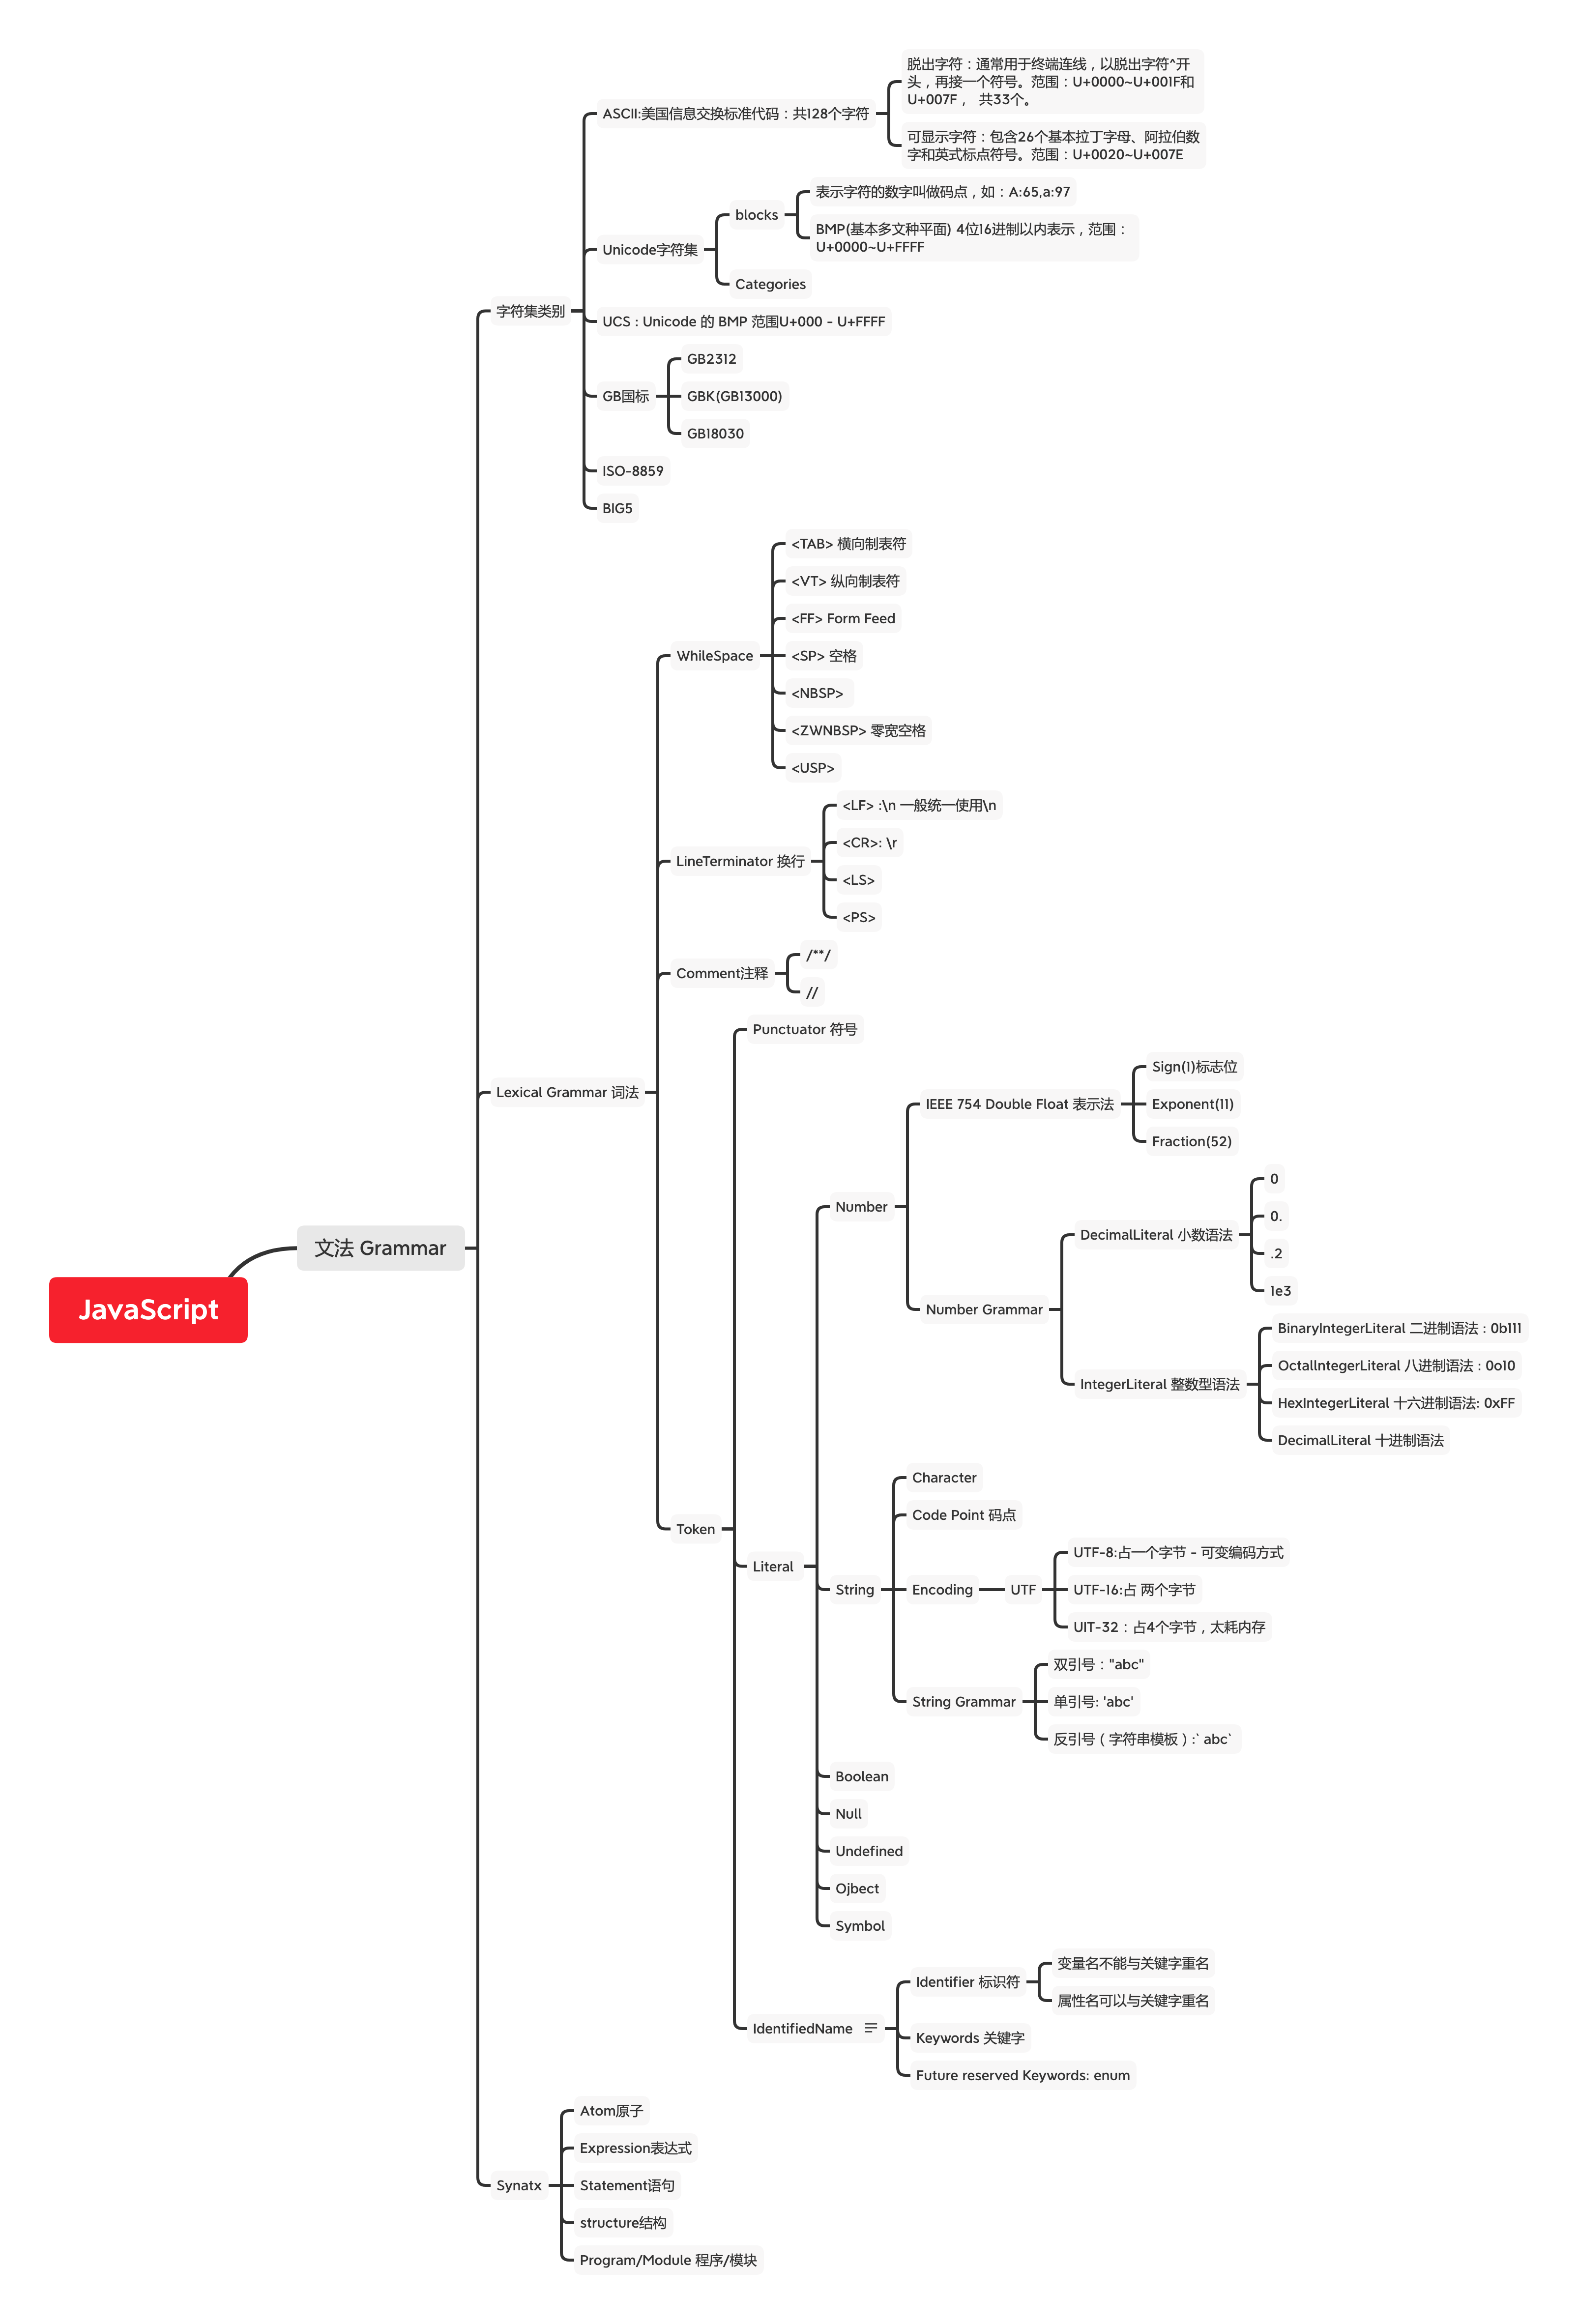 脱出字符：通常用于终端连线，以脱出字符^开
头，再接一个符号。范围：U+0000~U+001F和
U+007F， 共33个。
ASCII:美国信息交换标准代码：共128个字符
可显示字符：包含26个基本拉丁字母、阿拉伯数
字和英式标点符号。范围：U+0020~U+007E
表示字符的数字叫做码点，如：A:65,a:97
blocks
BMP(基本多文种平面) 4位16进制以内表示，范围：
U+0000~U+FFFF
Unicode字符集
Categories
字符集类别
UCS：Unicode 的 BMP 范围U+000 - U+FFFF
GB2312
GB国标
GBK(GB13000)
GB18030
ISO-8859
BIG5
<TAB> 横向制表符
<VT> 纵向制表符
<FF> Form Feed
WhileSpace
<SP> 空格
<NBSP>
<ZWNBSP> 零宽空格
<USP>
<LF> :\n 一般统一使用\n
<CR>: \r
LineTerminator 换行
<LS>
<PS>
/**/
Comment注释
//
Punctuator 符号
Sign(1)标志位
Lexical Grammar 词法
IEEE 754 Double Float 表示法
Exponent(11)
Fraction(52)
0
Number
0.
DecimalLiteral 小数语法
.2
文法 Grammar
1e3
JavaScript
Number Grammar
BinaryIntegerLiteral 二进制语法：0b111
OctalIntegerLiteral 八进制语法：0o10
IntegerLiteral 整数型语法
HexIntegerLiteral 十六进制语法: 0xFF
DecimalLiteral 十进制语法
Character
Code Point 码点
Token
UTF-8:占一个字节 - 可变编码方式
Literal
String
Encoding
UTF
UTF-16:占 两个字节
UIT-32：占4个字节，太耗内存
双引号："abc"
String Grammar
单引号: 'abc'
反引号（字符串模板）:` abc`
Boolean
Null
Undefined
Ojbect
Symbol
变量名不能与关键字重名
Identifier 标识符
属性名可以与关键字重名
IdentifiedName
Keywords 关键字
Future reserved Keywords: enum
Atom原子
Expression表达式
Synatx
Statement语句
structure结构
Program/Module 程序/模块